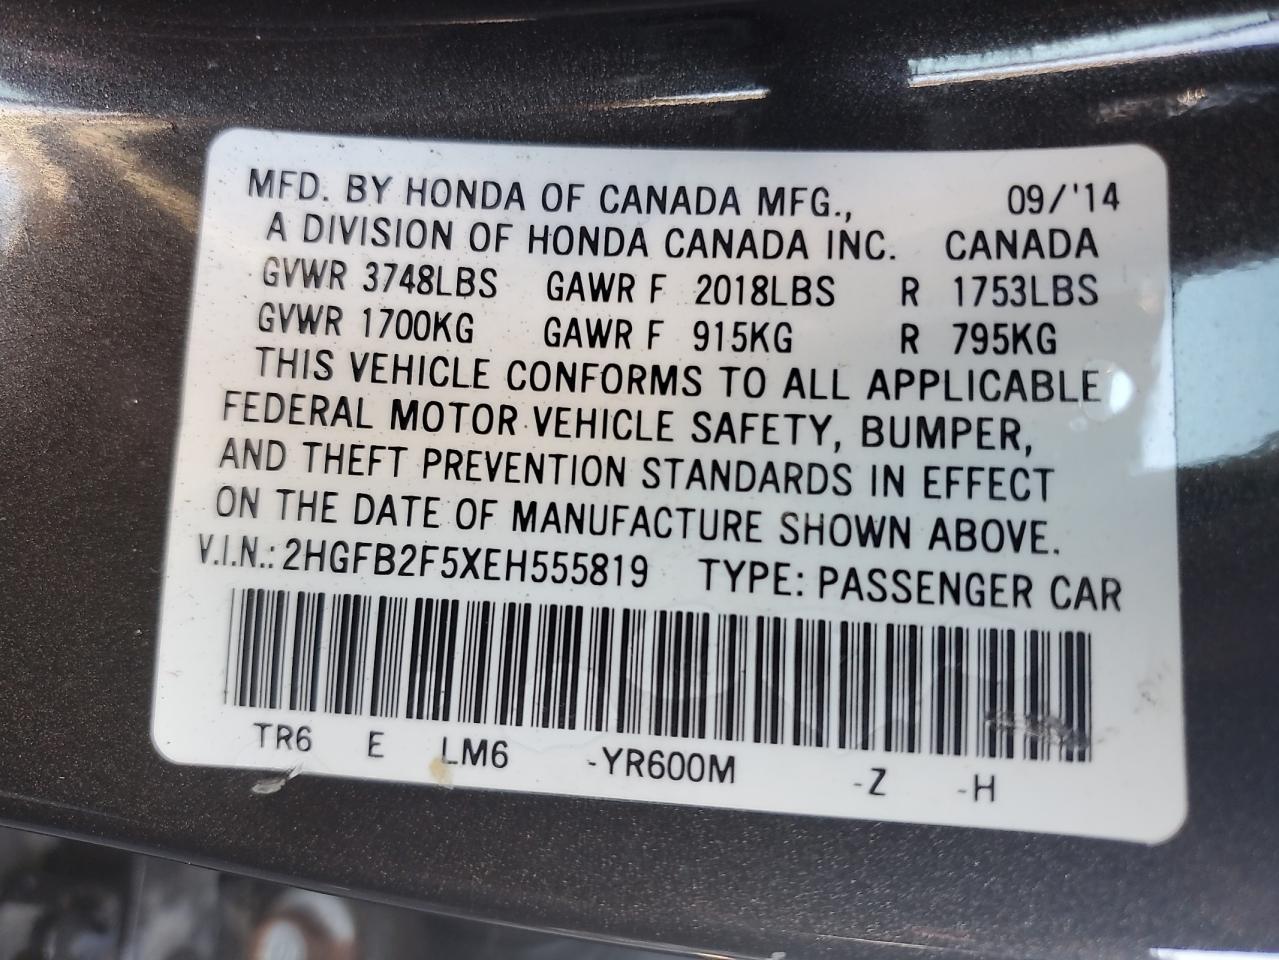 MFD. BY HONDA OF CANADA MFG., 09/'14
A DIVISION OF HONDA CANADA INC. CANADA
GVWR 3748LBS GAWR F 2018LBS R 1753LBS
GVWR 1700KG GAWR F 915KG R 795KG
THIS VEHICLE CONFORMS TO ALL APPLICABLE
FEDERAL MOTOR VEHICLE SAFETY, BUMPER,
AND THEFT PREVENTION STANDARDS IN EFFECT
ON THE DATE OF MANUFACTURE SHOWN ABOVE.
V.I.N.: 2HGFB2F5XEH555819 TYPE: PASSENGER CAR
TR6 E LM6 -YR600M -Z -H